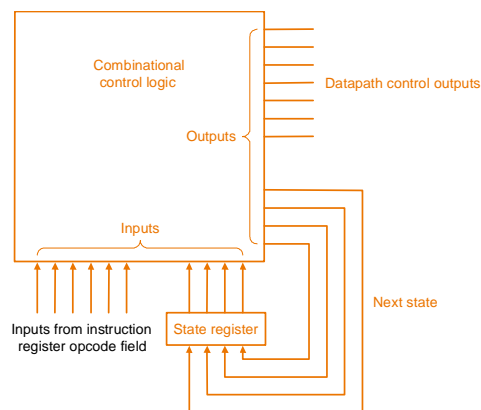 Combinational
control logic
Datapath control outputs
Outputs
Inputs
Inputs from instruction
register opcode field
State register
Next state